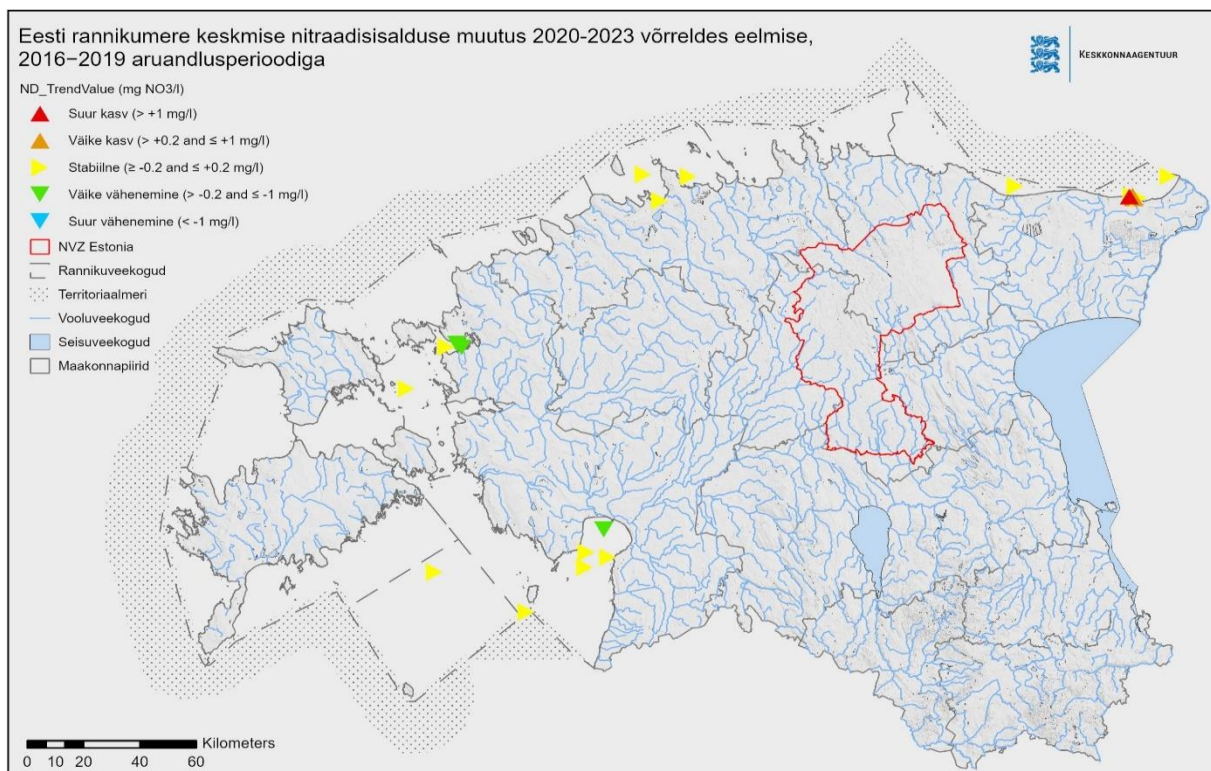 Eesti rannikumere keskmise nitraadisisalduse muutus 2020-2023 võrreldes eelmise,
2016−2019 aruandlusperioodiga
KESKKONNAAGENTUUR
ND_TrendValue (mg NO3/l)
Suur kasv (> +1 mg/l)
Väike kasv (> +0.2 and ≤ +1 mg/l)
Stabiilne (≥ -0.2 and ≤ +0.2 mg/l)
Väike vähenemine (> -0.2 and ≤ -1 mg/l)
Suur vähenemine (< -1 mg/l)
NVZ Estonia
Rannikuveekogud
Territoriaalmeri
Vooluveekogud
Seisuveekogud
Maakonnapiirid
Kilometers
0 10 20 40 60